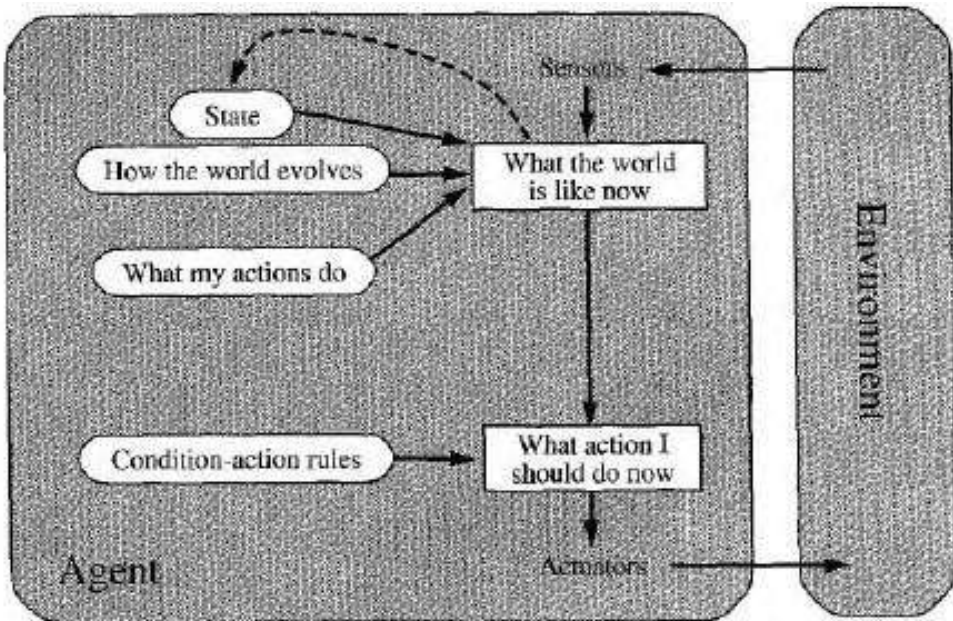 Sensors
State
How the world evolves
What the world
is like now
What my actions do
Environment
Condition-action rules
What action I
should do now
Agent
Actuators